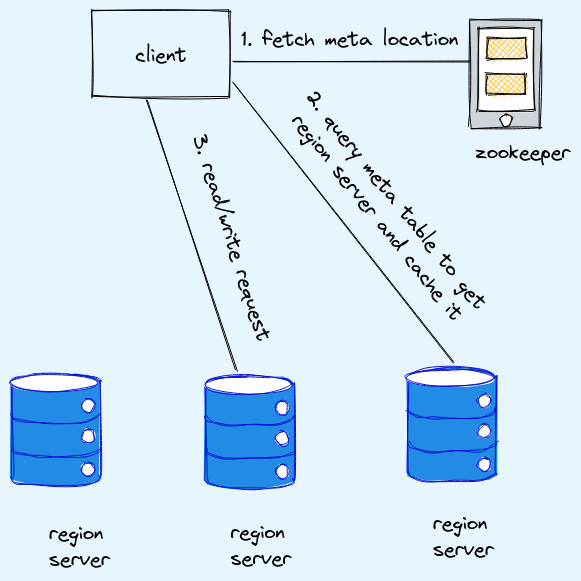 client
1. fetch meta location
zookeeper
2. query meta table to get
region server and cache it
3. read/write request
region
server
region
server
region
server